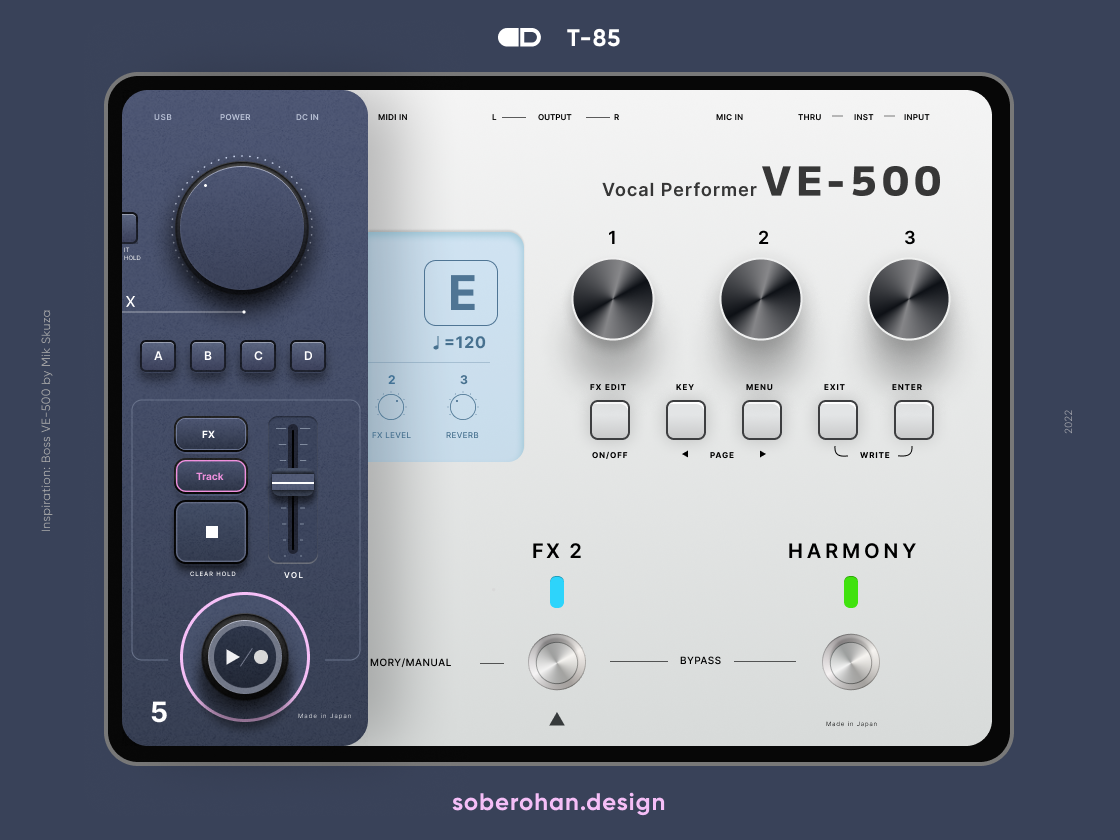 T-85
USB POWER DC IN MIDI IN L OUTPUT R MIC IN THRU INST INPUT
Vocal Performer VE-500
1 2 3
IT
HOLD
X
E
♩=120
A B C D
2 3
FX LEVEL REVERB
FX EDIT KEY MENU EXIT ENTER
ON/OFF PAGE WRITE
FX
Track
CLEAR HOLD
VOL
FX 2 HARMONY
MORY/MANUAL BYPASS
5
Made in Japan
Made in Japan
Inspiration: Boss VE-500 by Mik Skuza
2022
soberohan.design